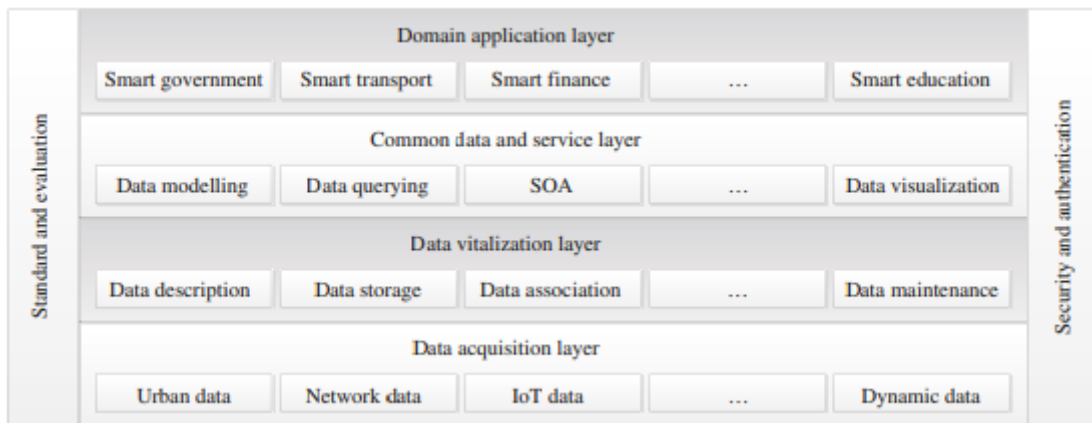 Standard and evaluation
Domain application layer
Smart government
Smart transport
Smart finance
…
Smart education
Common data and service layer
Data modelling
Data querying
SOA
…
Data visualization
Data vitalization layer
Data description
Data storage
Data association
…
Data maintenance
Data acquisition layer
Urban data
Network data
IoT data
…
Dynamic data
Security and authentication